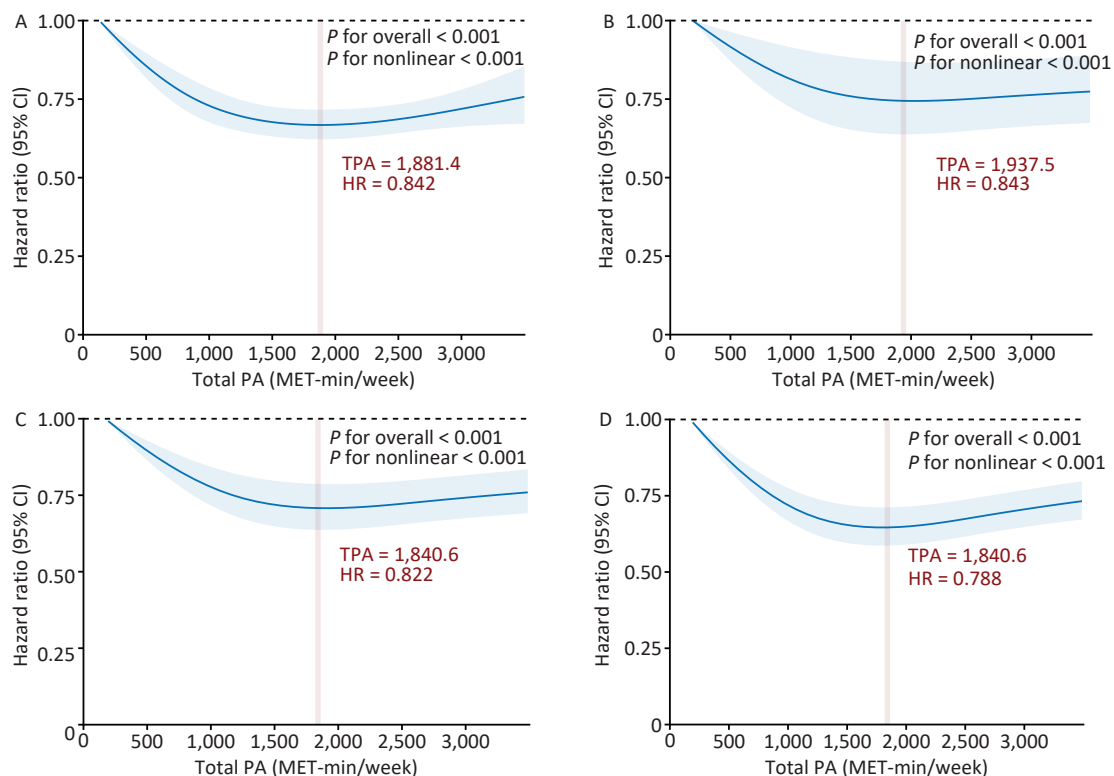 A
1.00
0.75
0.50
0.25
0
Hazard ratio (95% CI)
P for overall < 0.001
P for nonlinear < 0.001
TPA = 1,881.4
HR = 0.842
0 500 1,000 1,500 2,000 2,500 3,000
Total PA (MET-min/week)
B
1.00
0.75
0.50
0.25
0
Hazard ratio (95% CI)
P for overall < 0.001
P for nonlinear < 0.001
TPA = 1,937.5
HR = 0.843
0 500 1,000 1,500 2,000 2,500 3,000
Total PA (MET-min/week)
C
1.00
0.75
0.50
0.25
0
Hazard ratio (95% CI)
P for overall < 0.001
P for nonlinear < 0.001
TPA = 1,840.6
HR = 0.822
0 500 1,000 1,500 2,000 2,500 3,000
Total PA (MET-min/week)
D
1.00
0.75
0.50
0.25
0
Hazard ratio (95% CI)
P for overall < 0.001
P for nonlinear < 0.001
TPA = 1,840.6
HR = 0.788
0 500 1,000 1,500 2,000 2,500 3,000
Total PA (MET-min/week)